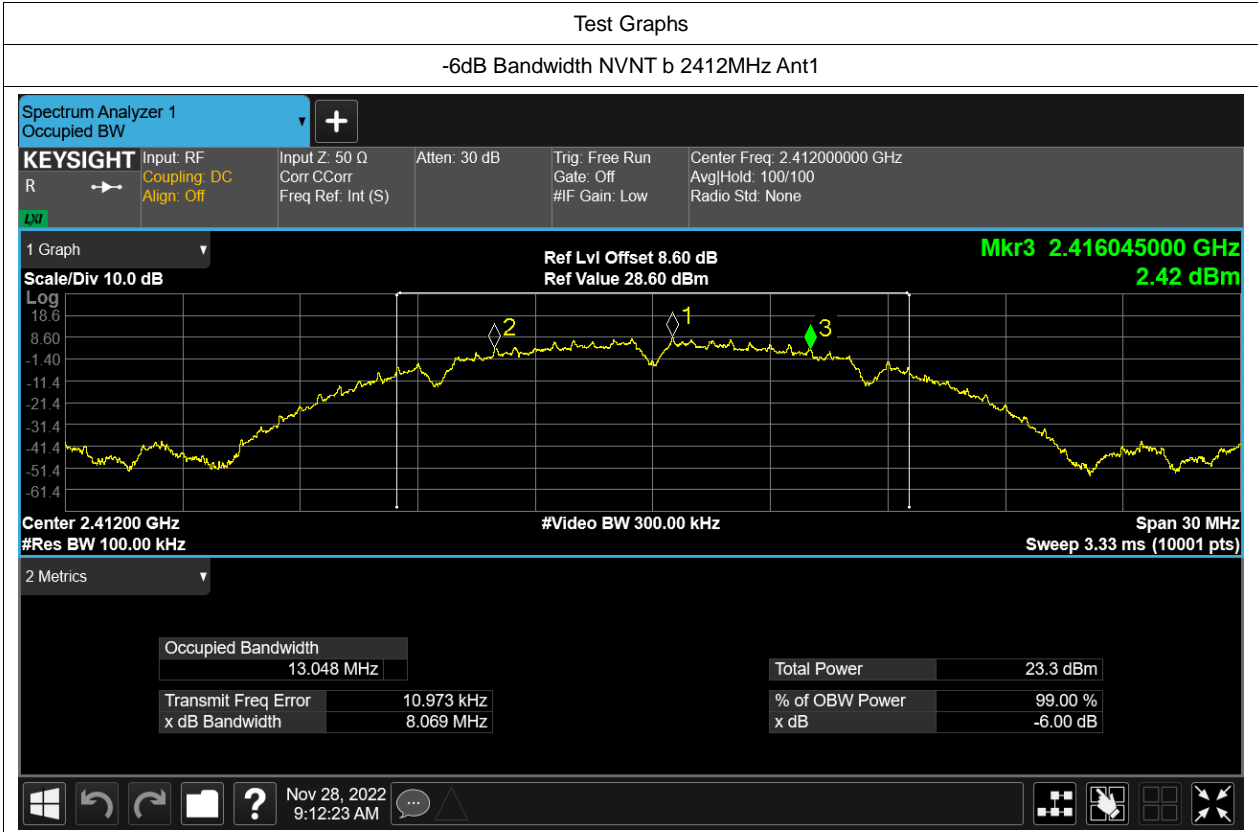 Test Graphs
-6dB Bandwidth NVNT b 2412MHz Ant1
Spectrum Analyzer 1
Occupied BW
KEYSIGHT
R
LXI
Input: RF
Coupling: DC
Align: Off
Input Z: 50 Ω
Corr CCorr
Freq Ref: Int (S)
Atten: 30 dB
Trig: Free Run
Gate: Off
#IF Gain: Low
Center Freq: 2.412000000 GHz
Avg|Hold: 100/100
Radio Std: None
1 Graph
Scale/Div 10.0 dB
Ref Lvl Offset 8.60 dB
Ref Value 28.60 dBm
Mkr3 2.416045000 GHz
2.42 dBm
Log
18.6
8.60
-1.40
-11.4
-21.4
-31.4
-41.4
-51.4
-61.4
2
1
3
Center 2.41200 GHz
#Res BW 100.00 kHz
#Video BW 300.00 kHz
Span 30 MHz
Sweep 3.33 ms (10001 pts)
2 Metrics
Occupied Bandwidth
13.048 MHz
Transmit Freq Error 10.973 kHz
x dB Bandwidth 8.069 MHz
Total Power 23.3 dBm
% of OBW Power 99.00 %
x dB -6.00 dB
?
Nov 28, 2022
9:12:23 AM